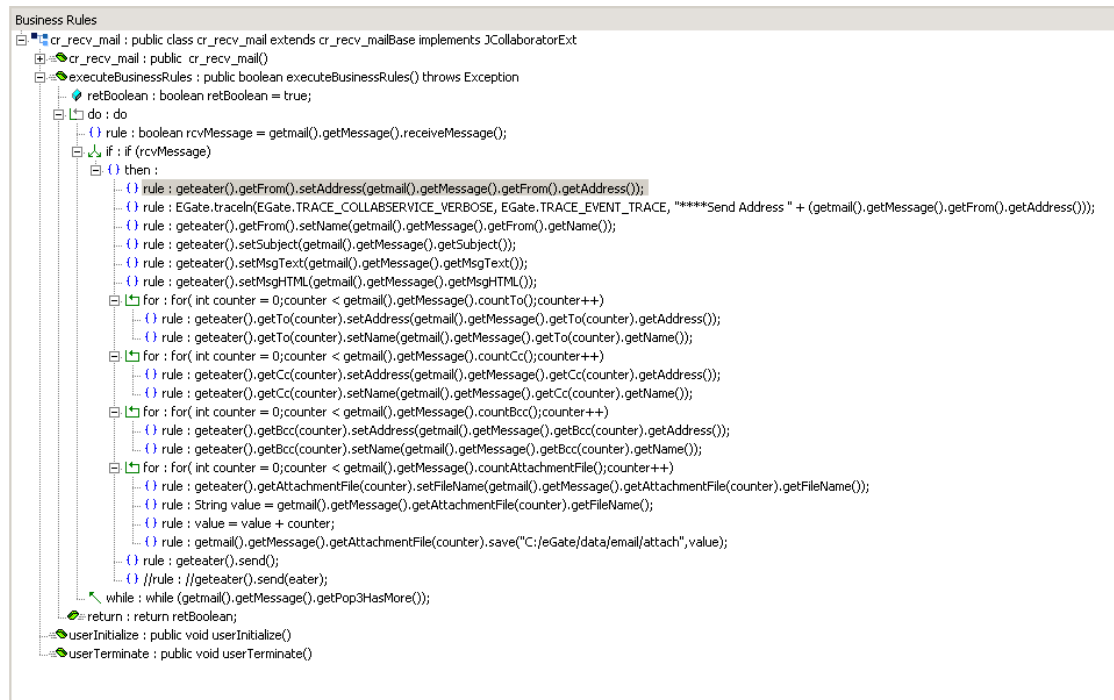 Business Rules
cr_recv_mail : public class cr_recv_mail extends cr_recv_mailBase implements JCollaboratorExt
cr_recv_mail : public  cr_recv_mail()
executeBusinessRules : public boolean executeBusinessRules() throws Exception
retBoolean : boolean retBoolean = true;
do : do
{} rule : boolean rcvMessage = getmail().getMessage().receiveMessage();
if : if (rcvMessage)
{} then :
{} rule : geteater().getFrom().setAddress(getmail().getMessage().getFrom().getAddress());
{} rule : EGate.traceln(EGate.TRACE_COLLABSERVICE_VERBOSE, EGate.TRACE_EVENT_TRACE, "****Send Address " + (getmail().getMessage().getFrom().getAddress()));
{} rule : geteater().getFrom().setName(getmail().getMessage().getFrom().getName());
{} rule : geteater().setSubject(getmail().getMessage().getSubject());
{} rule : geteater().setMsgText(getmail().getMessage().getMsgText());
{} rule : geteater().setMsgHTML(getmail().getMessage().getMsgHTML());
for : for( int counter = 0;counter < getmail().getMessage().countTo();counter++)
{} rule : geteater().getTo(counter).setAddress(getmail().getMessage().getTo(counter).getAddress());
{} rule : geteater().getTo(counter).setName(getmail().getMessage().getTo(counter).getName());
for : for( int counter = 0;counter < getmail().getMessage().countCc();counter++)
{} rule : geteater().getCc(counter).setAddress(getmail().getMessage().getCc(counter).getAddress());
{} rule : geteater().getCc(counter).setName(getmail().getMessage().getCc(counter).getName());
for : for( int counter = 0;counter < getmail().getMessage().countBcc();counter++)
{} rule : geteater().getBcc(counter).setAddress(getmail().getMessage().getBcc(counter).getAddress());
{} rule : geteater().getBcc(counter).setName(getmail().getMessage().getBcc(counter).getName());
for : for( int counter = 0;counter < getmail().getMessage().countAttachmentFile();counter++)
{} rule : geteater().getAttachmentFile(counter).setFileName(getmail().getMessage().getAttachmentFile(counter).getFileName());
{} rule : String value = getmail().getMessage().getAttachmentFile(counter).getFileName();
{} rule : value = value + counter;
{} rule : getmail().getMessage().getAttachmentFile(counter).save("C:/eGate/data/email/attach",value);
{} rule : geteater().send();
{} //rule : //geteater().send(eater);
while : while (getmail().getMessage().getPop3HasMore());
return : return retBoolean;
userInitialize : public void userInitialize()
userTerminate : public void userTerminate()